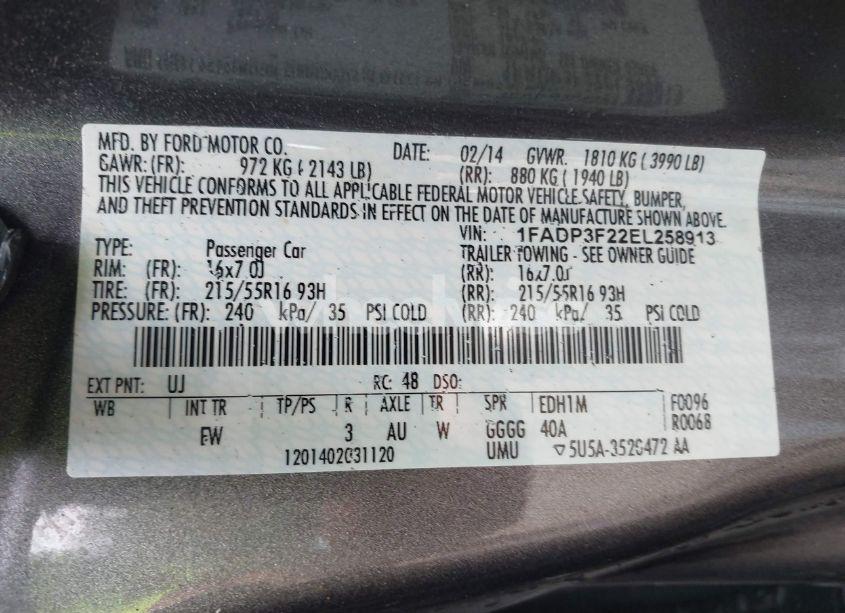 MFD. BY FORD MOTOR CO. DATE: 02/14 GVWR. 1810 KG ( 3990 LB)
GAWR: (FR): 972 KG ( 2143 LB) (RR): 880 KG ( 1940 LB)
THIS VEHICLE CONFORMS TO ALL APPLICABLE FEDERAL MOTOR VEHICLE SAFETY, BUMPER,
AND THEFT PREVENTION STANDARDS IN EFFECT ON THE DATE OF MANUFACTURE SHOWN ABOVE.
VIN: 1FADP3F22EL258913
TYPE: Passenger Car TRAILER TOWING - SEE OWNER GUIDE
RIM: (FR): 16x7.0J (RR): 16x7.0J
TIRE: (FR): 215/55R16 93H (RR): 215/55R16 93H
PRESSURE: (FR): 240 kPa/ 35 PSI COLD (RR): 240 kPa/ 35 PSI COLD
EXT PNT: UJ RC: 48 DSO:
WB INT TR TP/PS R AXLE TR SPR EDH1M F0096
EW 3 AU W GGGG 40A R0068
1201402031120 UMU ▽5U5A-3520472 AA